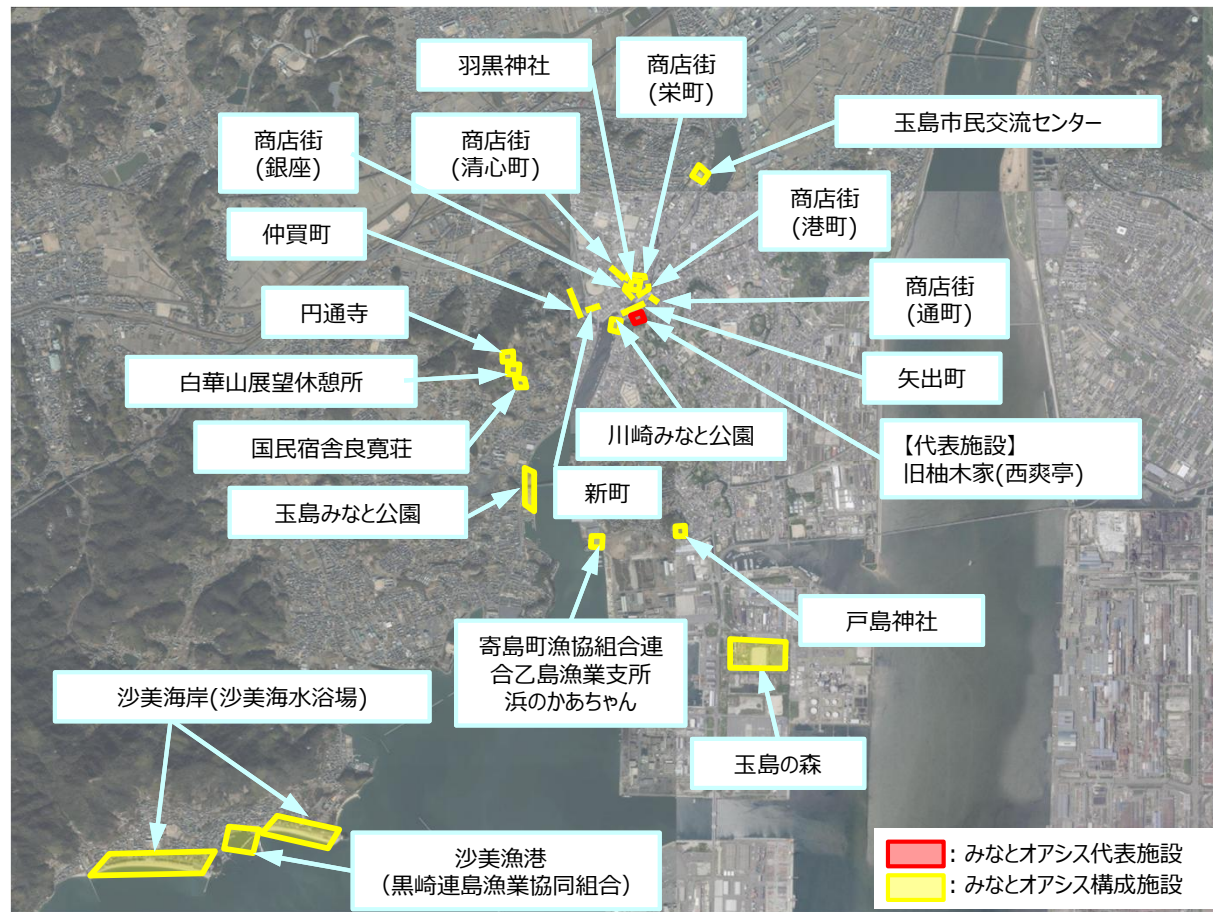 羽黒神社
商店街
(栄町)
玉島市民交流センター
商店街
(銀座)
商店街
(清心町)
商店街
(港町)
仲買町
商店街
(通町)
円通寺
矢出町
白華山展望休憩所
川崎みなと公園
【代表施設】
旧柚木家(西爽亭)
国民宿舎良寛荘
新町
玉島みなと公園
戸島神社
寄島町漁協組合連
合乙島漁業支所
浜のかあちゃん
沙美海岸(沙美海水浴場)
玉島の森
沙美漁港
（黒崎連島漁業協同組合）
：みなとオアシス代表施設
：みなとオアシス構成施設